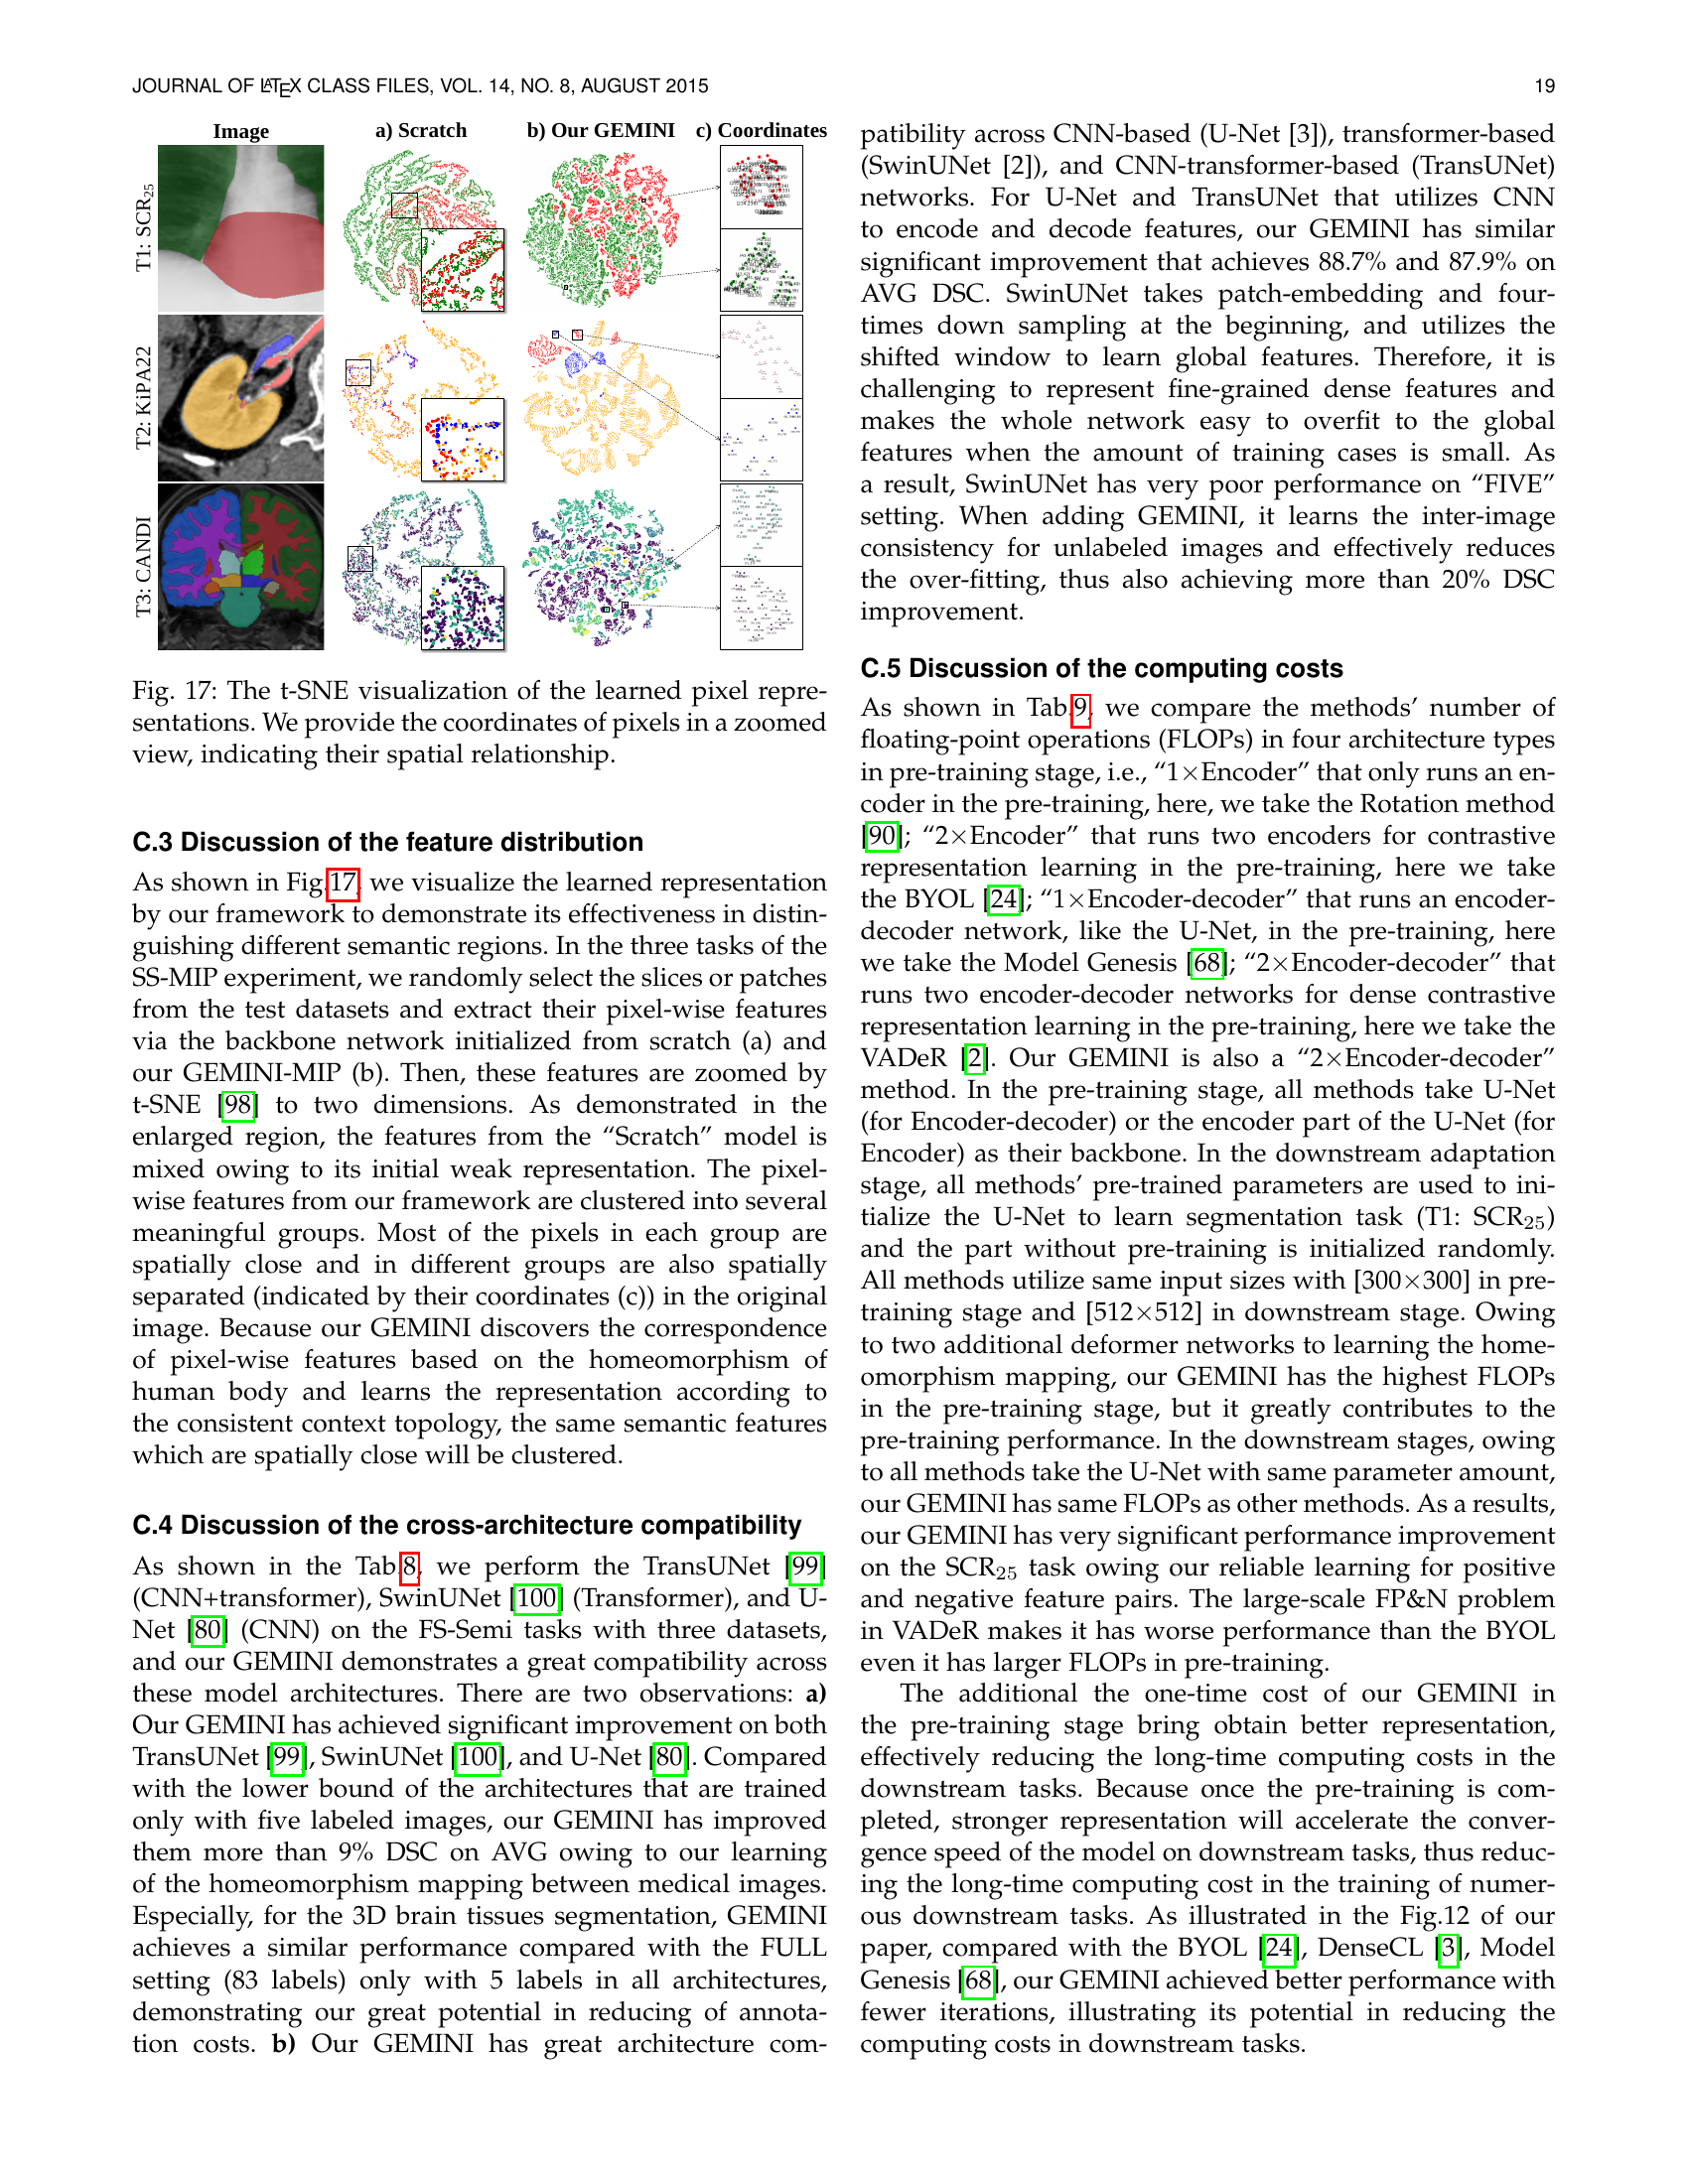 JOURNAL OF LATEX CLASS FILES, VOL. 14, NO. 8, AUGUST 2015
19
Image
a) Scratch
b) Our GEMINI
c) Coordinates
T1: SCR25
T2: KiPA22
T3: CANDI
Fig. 17: The t-SNE visualization of the learned pixel repre-
sentations. We provide the coordinates of pixels in a zoomed
view, indicating their spatial relationship.
C.3 Discussion of the feature distribution
As shown in Fig.17, we visualize the learned representation
by our framework to demonstrate its effectiveness in distin-
guishing different semantic regions. In the three tasks of the
SS-MIP experiment, we randomly select the slices or patches
from the test datasets and extract their pixel-wise features
via the backbone network initialized from scratch (a) and
our GEMINI-MIP (b). Then, these features are zoomed by
t-SNE [98] to two dimensions. As demonstrated in the
enlarged region, the features from the “Scratch” model is
mixed owing to its initial weak representation. The pixel-
wise features from our framework are clustered into several
meaningful groups. Most of the pixels in each group are
spatially close and in different groups are also spatially
separated (indicated by their coordinates (c)) in the original
image. Because our GEMINI discovers the correspondence
of pixel-wise features based on the homeomorphism of
human body and learns the representation according to
the consistent context topology, the same semantic features
which are spatially close will be clustered.
C.4 Discussion of the cross-architecture compatibility
As shown in the Tab.8, we perform the TransUNet [99]
(CNN+transformer), SwinUNet [100] (Transformer), and U-
Net [80] (CNN) on the FS-Semi tasks with three datasets,
and our GEMINI demonstrates a great compatibility across
these model architectures. There are two observations: a)
Our GEMINI has achieved significant improvement on both
TransUNet [99], SwinUNet [100], and U-Net [80]. Compared
with the lower bound of the architectures that are trained
only with five labeled images, our GEMINI has improved
them more than 9% DSC on AVG owing to our learning
of the homeomorphism mapping between medical images.
Especially, for the 3D brain tissues segmentation, GEMINI
achieves a similar performance compared with the FULL
setting (83 labels) only with 5 labels in all architectures,
demonstrating our great potential in reducing of annota-
tion costs. b) Our GEMINI has great architecture com-
patibility across CNN-based (U-Net [3]), transformer-based
(SwinUNet [2]), and CNN-transformer-based (TransUNet)
networks. For U-Net and TransUNet that utilizes CNN
to encode and decode features, our GEMINI has similar
significant improvement that achieves 88.7% and 87.9% on
AVG DSC. SwinUNet takes patch-embedding and four-
times down sampling at the beginning, and utilizes the
shifted window to learn global features. Therefore, it is
challenging to represent fine-grained dense features and
makes the whole network easy to overfit to the global
features when the amount of training cases is small. As
a result, SwinUNet has very poor performance on “FIVE”
setting. When adding GEMINI, it learns the inter-image
consistency for unlabeled images and effectively reduces
the over-fitting, thus also achieving more than 20% DSC
improvement.
C.5 Discussion of the computing costs
As shown in Tab.9, we compare the methods’ number of
floating-point operations (FLOPs) in four architecture types
in pre-training stage, i.e., “1×Encoder” that only runs an en-
coder in the pre-training, here, we take the Rotation method
[90]; “2×Encoder” that runs two encoders for contrastive
representation learning in the pre-training, here we take
the BYOL [24]; “1×Encoder-decoder” that runs an encoder-
decoder network, like the U-Net, in the pre-training, here
we take the Model Genesis [68]; “2×Encoder-decoder” that
runs two encoder-decoder networks for dense contrastive
representation learning in the pre-training, here we take the
VADeR [2]. Our GEMINI is also a “2×Encoder-decoder”
method. In the pre-training stage, all methods take U-Net
(for Encoder-decoder) or the encoder part of the U-Net (for
Encoder) as their backbone. In the downstream adaptation
stage, all methods’ pre-trained parameters are used to ini-
tialize the U-Net to learn segmentation task (T1: SCR25)
and the part without pre-training is initialized randomly.
All methods utilize same input sizes with [300×300] in pre-
training stage and [512×512] in downstream stage. Owing
to two additional deformer networks to learning the home-
omorphism mapping, our GEMINI has the highest FLOPs
in the pre-training stage, but it greatly contributes to the
pre-training performance. In the downstream stages, owing
to all methods take the U-Net with same parameter amount,
our GEMINI has same FLOPs as other methods. As a results,
our GEMINI has very significant performance improvement
on the SCR25 task owing our reliable learning for positive
and negative feature pairs. The large-scale FP&N problem
in VADeR makes it has worse performance than the BYOL
even it has larger FLOPs in pre-training.
The additional the one-time cost of our GEMINI in
the pre-training stage bring obtain better representation,
effectively reducing the long-time computing costs in the
downstream tasks. Because once the pre-training is com-
pleted, stronger representation will accelerate the conver-
gence speed of the model on downstream tasks, thus reduc-
ing the long-time computing cost in the training of numer-
ous downstream tasks. As illustrated in the Fig.12 of our
paper, compared with the BYOL [24], DenseCL [3], Model
Genesis [68], our GEMINI achieved better performance with
fewer iterations, illustrating its potential in reducing the
computing costs in downstream tasks.